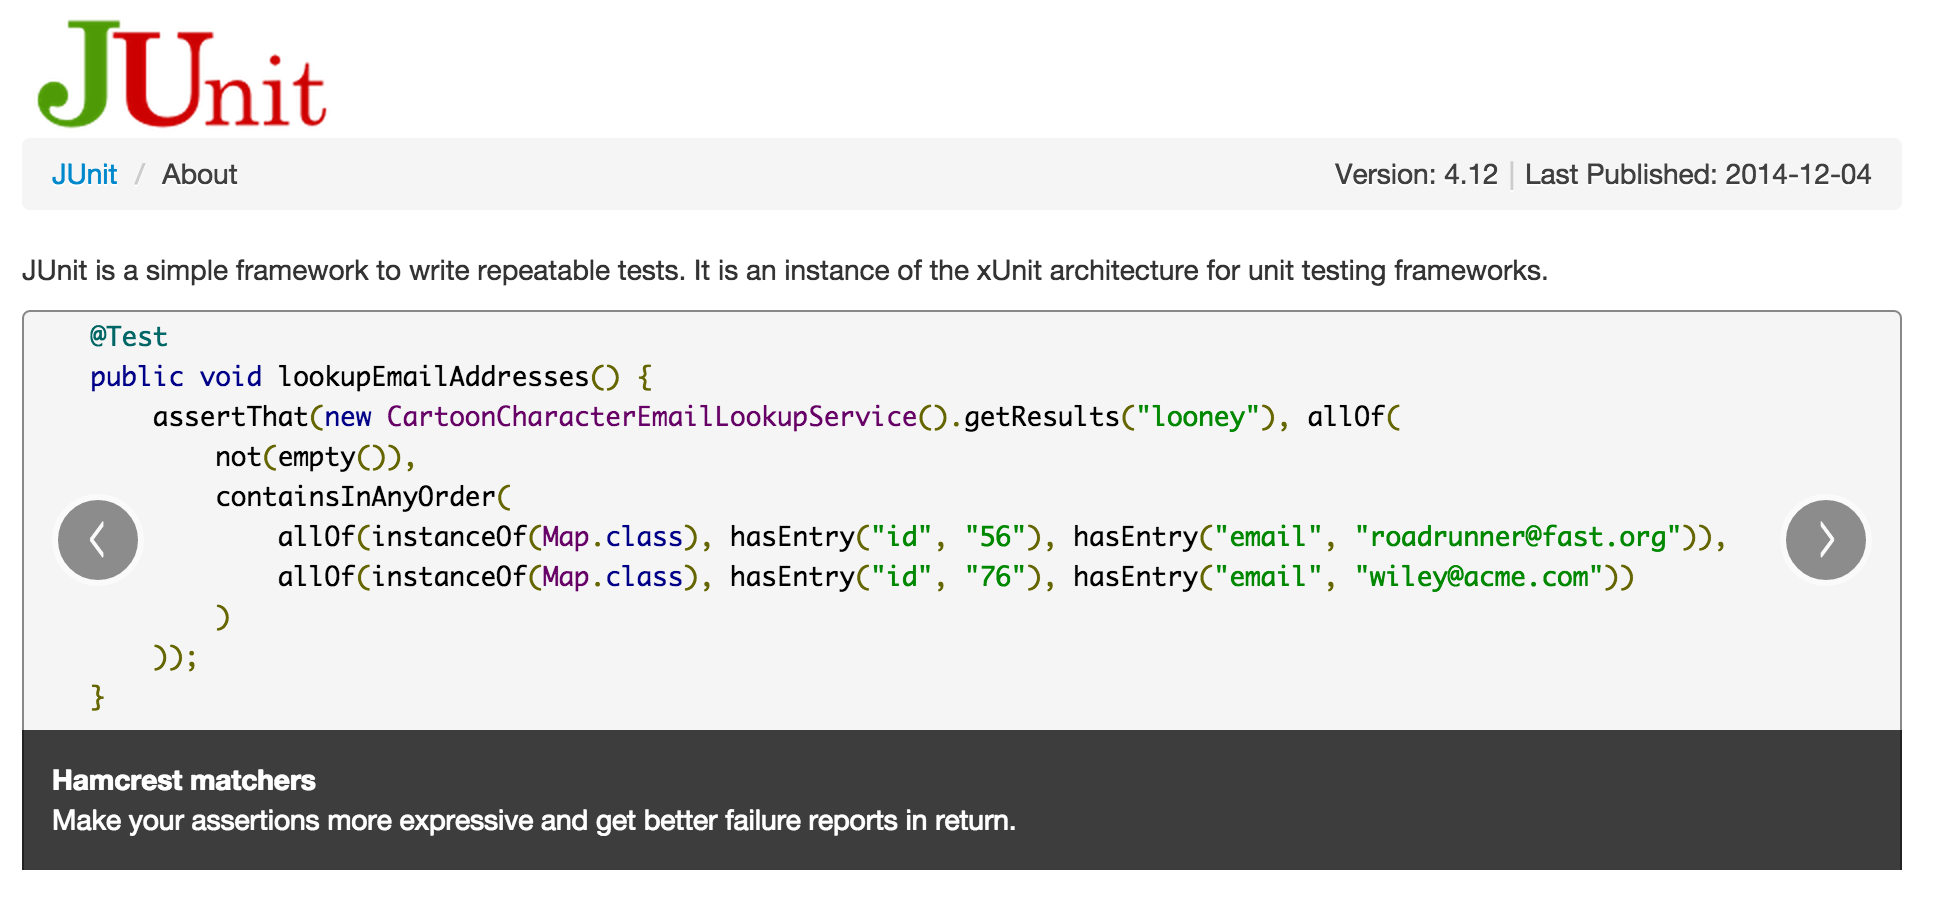 JUnit
JUnit / About Version: 4.12 | Last Published: 2014-12-04
JUnit is a simple framework to write repeatable tests. It is an instance of the xUnit architecture for unit testing frameworks.
@Test
public void lookupEmailAddresses() {
    assertThat(new CartoonCharacterEmailLookupService().getResults("looney"), allOf(
        not(empty()),
        containsInAnyOrder(
            allOf(instanceOf(Map.class), hasEntry("id", "56"), hasEntry("email", "roadrunner@fast.org")),
            allOf(instanceOf(Map.class), hasEntry("id", "76"), hasEntry("email", "wiley@acme.com"))
        )
    ));
}
Hamcrest matchers
Make your assertions more expressive and get better failure reports in return.